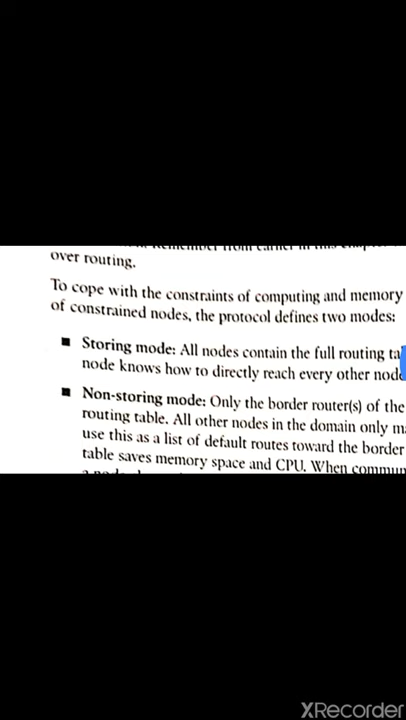 over routing.
To cope with the constraints of computing and memory
of constrained nodes, the protocol defines two modes:
■ Storing mode: All nodes contain the full routing
node knows how to directly reach every other node
■ Non-storing mode: Only the border router(s) of the
routing table. All other nodes in the domain only
use this as a list of default routes toward the border
table saves memory space and CPU. When
XRecorder